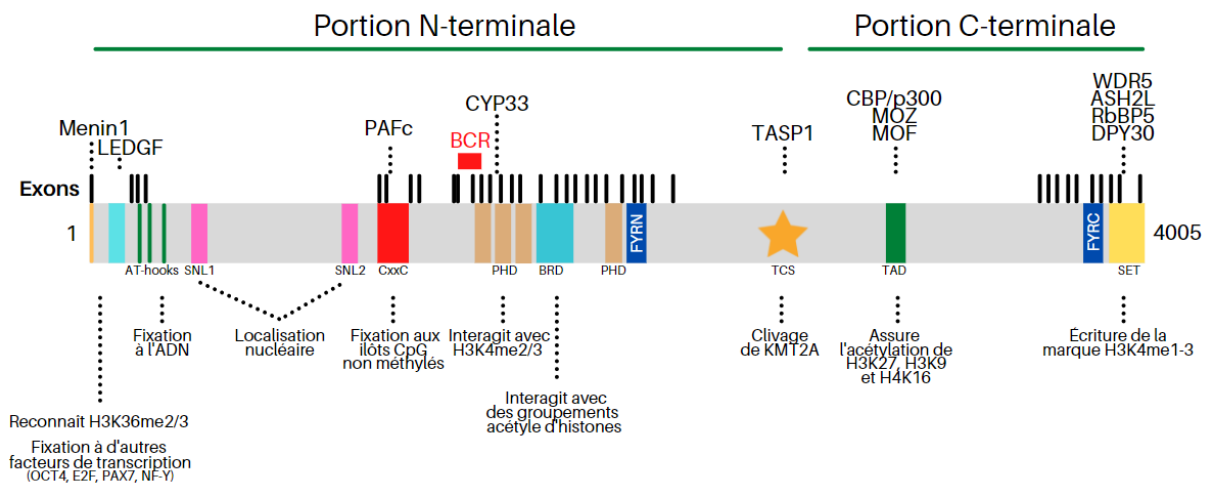 Portion N-terminale
Portion C-terminale
Menin1
LEDGF
PAFc
CYP33
BCR
TASP1
CBP/p300
MOZ
MOF
WDR5
ASH2L
RbBP5
DPY30
Exons
1
FYRN
FYRC
4005
AT-hooks
SNL1
SNL2
CxxC
PHD
BRD
PHD
TCS
TAD
SET
Fixation
à l'ADN
Localisation
nucléaire
Fixation aux
ilôts CpG
non méthylés
Interagit avec
H3K4me2/3
Clivage
de KMT2A
Assure
l'acétylation de
H3K27, H3K9
et H4K16
Écriture de la
marque H3K4me1-3
Interagit avec
des groupements
acétyle d'histones
Reconnait H3K36me2/3
Fixation à d'autres
facteurs de transcription
(OCT4, E2F, PAX7, NF-Y)